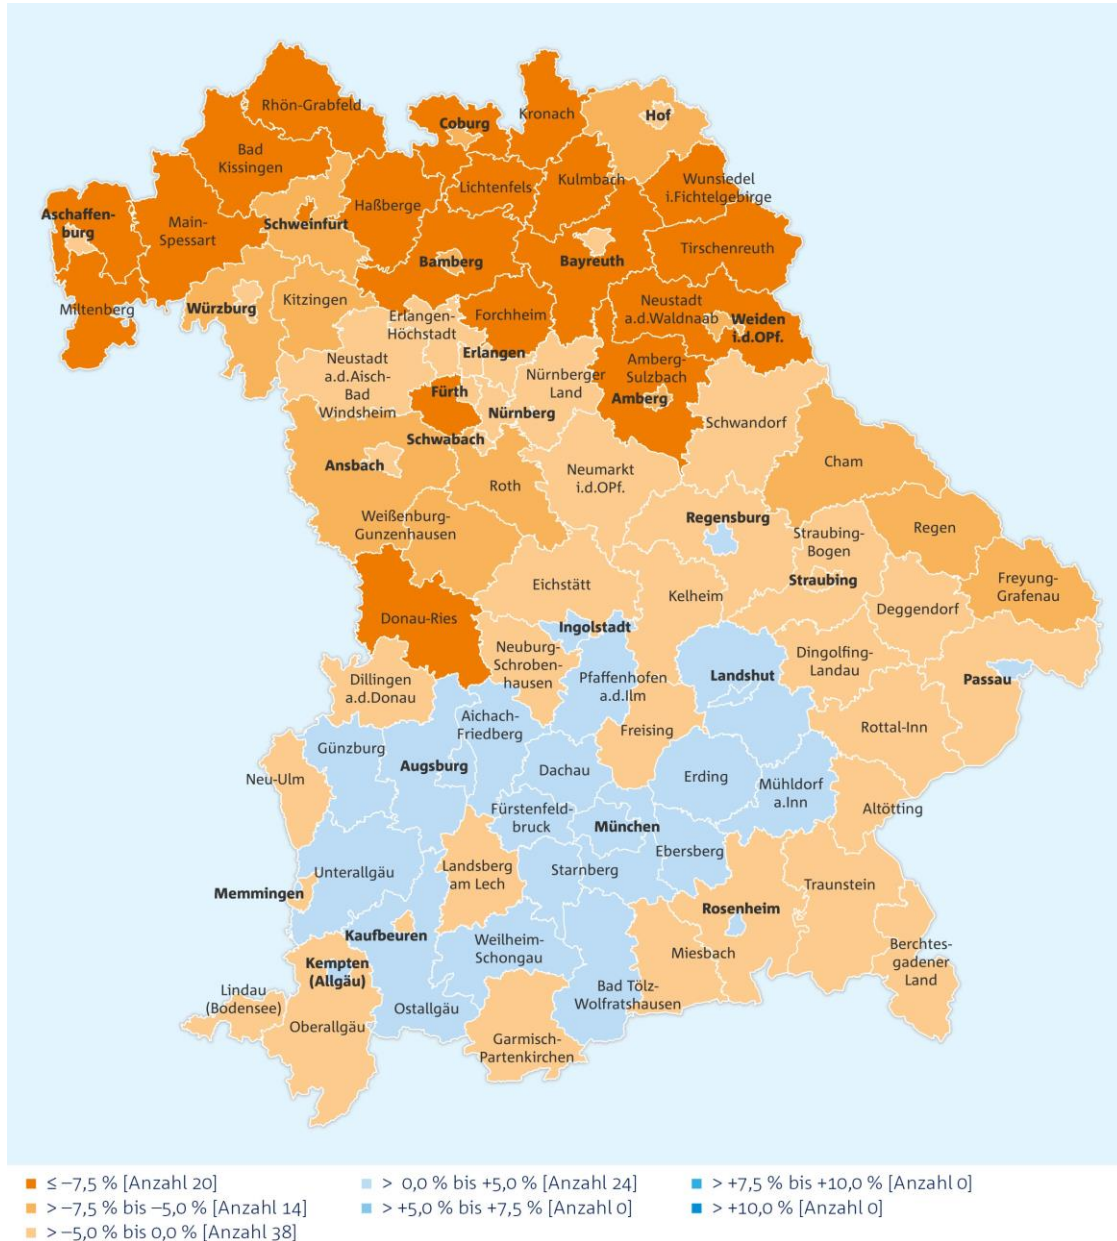 Rhön-Grabfeld
Bad
Kissingen
Coburg
Kronach
Hof
Aschaffen-
burg
Main-
Spessart
Schweinfurt
Haßberge
Lichtenfels
Kulmbach
Wunsiedel
i.Fichtelgebirge
Bamberg
Bayreuth
Tirschenreuth
Miltenberg
Würzburg
Kitzingen
Erlangen-
Höchstadt
Forchheim
Neustadt
a.d.Waldnaab
Weiden
i.d.OPf.
Neustadt
a.d.Aisch-
Bad
Windsheim
Erlangen
Nürnberger
Land
Amberg-
Sulzbach
Amberg
Fürth
Nürnberg
Schwabach
Schwandorf
Ansbach
Roth
Neumarkt
i.d.OPf.
Cham
Weißenburg-
Gunzenhausen
Regensburg
Straubing-
Bogen
Regen
Eichstätt
Kelheim
Straubing
Freyung-
Grafenau
Donau-Ries
Deggendorf
Ingolstadt
Neuburg-
Schroben-
hausen
Pfaffenhofen
a.d.Ilm
Landshut
Dingolfing-
Landau
Passau
Dillingen
a.d.Donau
Aichach-
Friedberg
Freising
Rottal-Inn
Günzburg
Augsburg
Dachau
Erding
Mühldorf
a.Inn
Neu-Ulm
Altötting
Fürstenfeld-
bruck
München
Ebersberg
Unterallgäu
Landsberg
am Lech
Starnberg
Traunstein
Memmingen
Rosenheim
Kaufbeuren
Weilheim-
Schongau
Miesbach
Berchtes-
gadener
Land
Kempten
(Allgäu)
Lindau
(Bodensee)
Oberallgäu
Ostallgäu
Bad Tölz-
Wolfratshausen
Garmisch-
Partenkirchen
≤ –7,5 % [Anzahl 20]
> –7,5 % bis –5,0 % [Anzahl 14]
> –5,0 % bis 0,0 % [Anzahl 38]
> 0,0 % bis +5,0 % [Anzahl 24]
> +5,0 % bis +7,5 % [Anzahl 0]
> +7,5 % bis +10,0 % [Anzahl 0]
> +10,0 % [Anzahl 0]